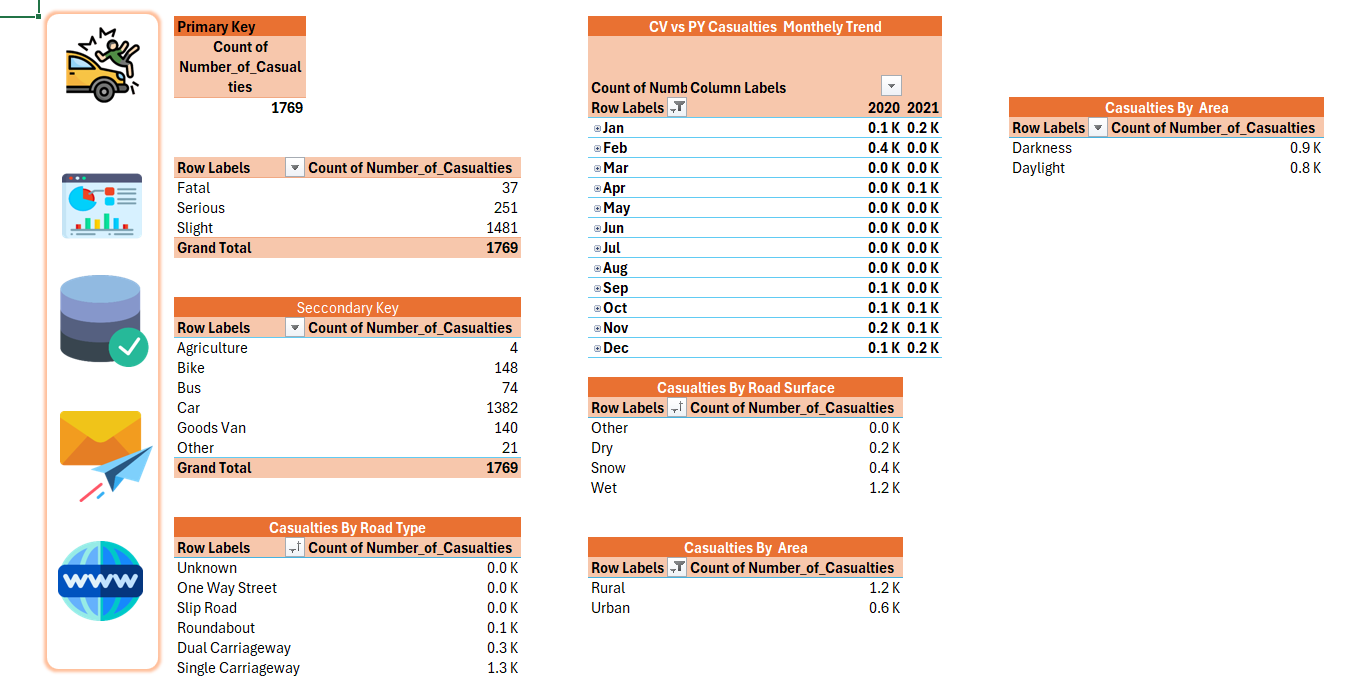 Primary Key
Count of
Number_of_Casual
ties
1769
Row Labels Count of Number_of_Casualties
Fatal 37
Serious 251
Slight 1481
Grand Total 1769
Seccondary Key
Row Labels Count of Number_of_Casualties
Agriculture 4
Bike 148
Bus 74
Car 1382
Goods Van 140
Other 21
Grand Total 1769
Casualties By Road Type
Row Labels Count of Number_of_Casualties
Unknown 0.0 K
One Way Street 0.0 K
Slip Road 0.0 K
Roundabout 0.1 K
Dual Carriageway 0.3 K
Single Carriageway 1.3 K
CV vs PY Casualties Monthely Trend
Count of Numb Column Labels
Row Labels 2020 2021
Jan 0.1 K 0.2 K
Feb 0.4 K 0.0 K
Mar 0.0 K 0.0 K
Apr 0.0 K 0.1 K
May 0.0 K 0.0 K
Jun 0.0 K 0.0 K
Jul 0.0 K 0.0 K
Aug 0.0 K 0.0 K
Sep 0.1 K 0.0 K
Oct 0.1 K 0.1 K
Nov 0.2 K 0.1 K
Dec 0.1 K 0.2 K
Casualties By Road Surface
Row Labels Count of Number_of_Casualties
Other 0.0 K
Dry 0.2 K
Snow 0.4 K
Wet 1.2 K
Casualties By Area
Row Labels Count of Number_of_Casualties
Rural 1.2 K
Urban 0.6 K
Casualties By Area
Row Labels Count of Number_of_Casualties
Darkness 0.9 K
Daylight 0.8 K
www